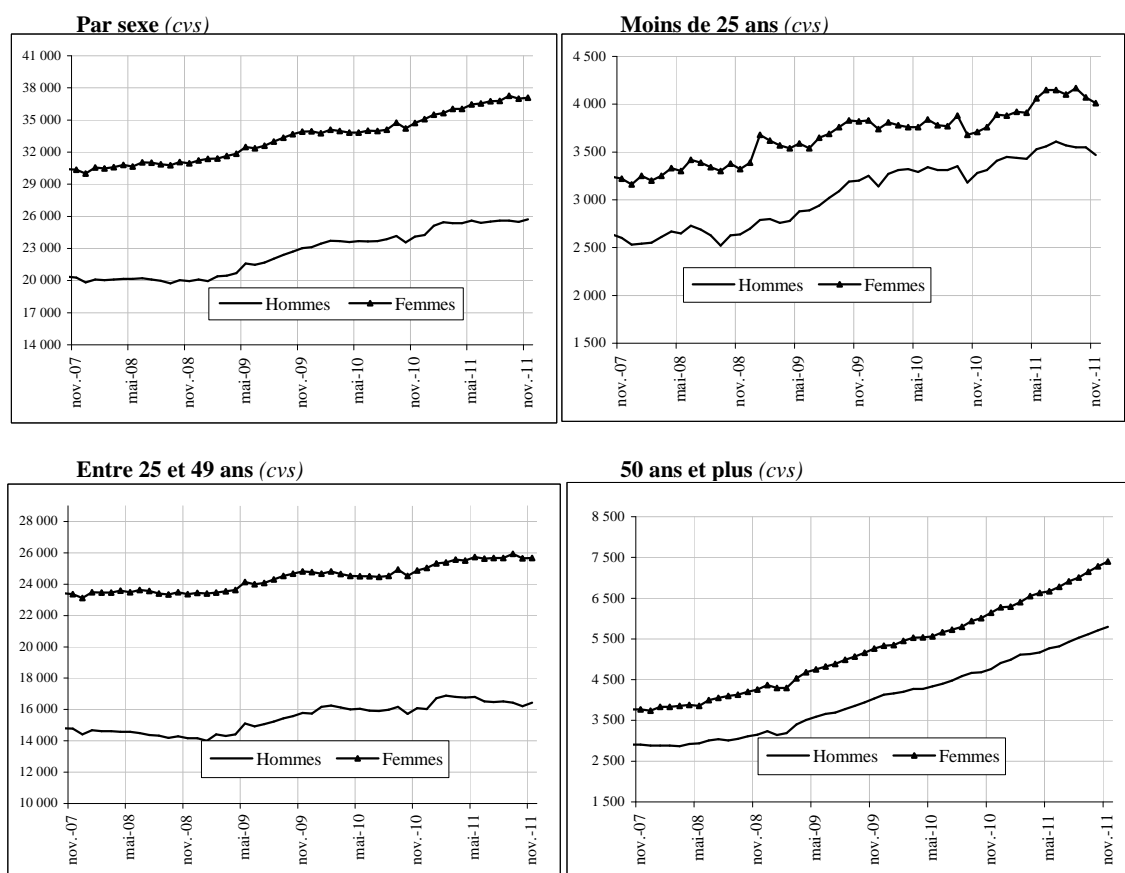 Par sexe (cvs)
41 000
38 000
35 000
32 000
29 000
26 000
23 000
20 000
17 000
14 000
Hommes
Femmes
nov.-07
mai-08
nov.-08
mai-09
nov.-09
mai-10
nov.-10
mai-11
nov.-11
Moins de 25 ans (cvs)
4 500
4 000
3 500
3 000
2 500
2 000
1 500
Hommes
Femmes
nov.-07
mai-08
nov.-08
mai-09
nov.-09
mai-10
nov.-10
mai-11
nov.-11
Entre 25 et 49 ans (cvs)
28 000
26 000
24 000
22 000
20 000
18 000
16 000
14 000
12 000
10 000
Hommes
Femmes
nov.-07
mai-08
nov.-08
mai-09
nov.-09
mai-10
nov.-10
mai-11
nov.-11
50 ans et plus (cvs)
8 500
7 500
6 500
5 500
4 500
3 500
2 500
1 500
Hommes
Femmes
nov.-07
mai-08
nov.-08
mai-09
nov.-09
mai-10
nov.-10
mai-11
nov.-11